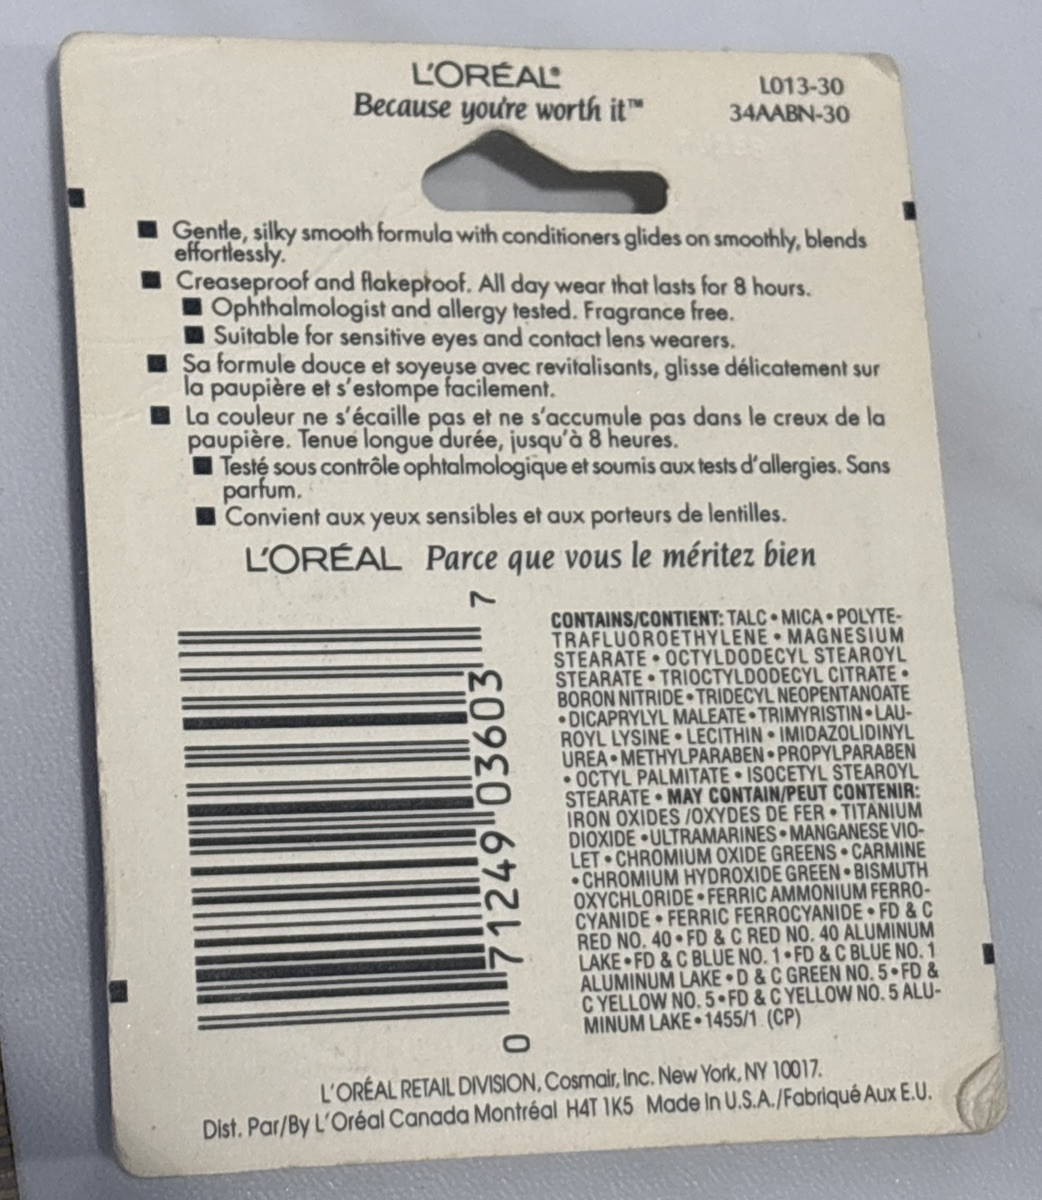 L'ORÉAL®
Because you're worth it™
L013-30
34AABN-30
■ Gentle, silky smooth formula with conditioners glides on smoothly, blends
effortlessly.
■ Creaseproof and flakeproof. All day wear that lasts for 8 hours.
■ Ophthalmologist and allergy tested. Fragrance free.
■ Suitable for sensitive eyes and contact lens wearers.
■ Sa formule douce et soyeuse avec revitalisants, glisse délicatement sur
la paupière et s'estompe facilement.
■ La couleur ne s'écaille pas et ne s'accumule pas dans le creux de la
paupière. Tenue longue durée, jusqu'à 8 heures.
■ Testé sous contrôle ophtalmologique et soumis aux tests d'allergies. Sans
parfum.
■ Convient aux yeux sensibles et aux porteurs de lentilles.
L'ORÉAL Parce que vous le méritez bien
0 71249 03603 7
CONTAINS/CONTIENT: TALC • MICA • POLYTE-
TRAFLUOROETHYLENE • MAGNESIUM
STEARATE • OCTYLDODECYL STEAROYL
STEARATE • TRIOCTYLDODECYL CITRATE •
BORON NITRIDE • TRIDECYL NEOPENTANOATE
• DICAPRYLYL MALEATE • TRIMYRISTIN • LAU-
ROYL LYSINE • LECITHIN • IMIDAZOLIDINYL
UREA • METHYLPARABEN • PROPYLPARABEN
• OCTYL PALMITATE • ISOCETYL STEAROYL
STEARATE • MAY CONTAIN/PEUT CONTENIR:
IRON OXIDES /OXYDES DE FER • TITANIUM
DIOXIDE • ULTRAMARINES • MANGANESE VIO-
LET • CHROMIUM OXIDE GREENS • CARMINE
• CHROMIUM HYDROXIDE GREEN • BISMUTH
OXYCHLORIDE • FERRIC AMMONIUM FERRO-
CYANIDE • FERRIC FERROCYANIDE • FD & C
RED NO. 40 • FD & C RED NO. 40 ALUMINUM
LAKE • FD & C BLUE NO. 1 • FD & C BLUE NO. 1
ALUMINUM LAKE • D & C GREEN NO. 5 • FD &
C YELLOW NO. 5 • FD & C YELLOW NO. 5 ALU-
MINUM LAKE • 1455/1 (CP)
L'ORÉAL RETAIL DIVISION, Cosmair, Inc. New York, NY 10017.
Dist. Par/By L'Oréal Canada Montréal H4T 1K5 Made In U.S.A./Fabriqué Aux E.U.